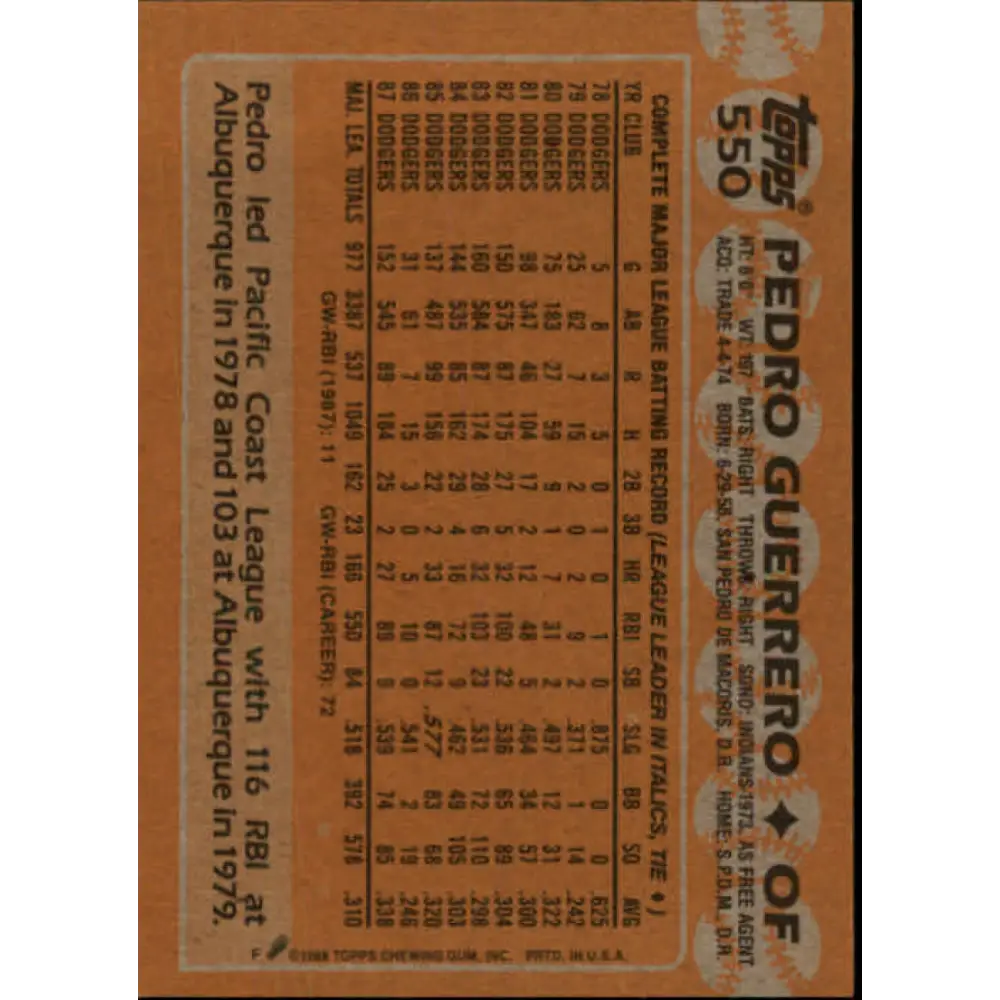 Topps®
550
PEDRO GUERRERO ✦ OF
HT: 6'0" WT: 197 BATS: RIGHT THROWS: RIGHT SGND: INDIANS-1973, AS FREE AGENT
ACQ: TRADE 4-4-74 BORN: 6-29-56, SAN PEDRO DE MACORIS, D.R. HOME: S.P.D.M., D.R.
COMPLETE MAJOR LEAGUE BATTING RECORD (LEAGUE LEADER IN ITALICS, TIE ♦)
YR CLUB G AB R H 2B 3B HR RBI SB SLG BB SO AVG
78 DODGERS 5 8 3 5 0 1 0 1 0 .875 0 0 .625
79 DODGERS 25 62 7 15 2 0 2 9 2 .371 1 14 .242
80 DODGERS 75 183 27 59 9 1 7 31 2 .497 12 31 .322
81 DODGERS 98 347 46 104 17 2 12 48 5 .464 34 57 .300
82 DODGERS 150 575 87 175 27 5 32 100 22 .536 65 89 .304
83 DODGERS 160 584 87 174 28 6 32 103 23 .531 72 110 .298
84 DODGERS 144 535 85 162 29 4 16 72 9 .462 49 105 .303
85 DODGERS 137 487 99 156 22 2 33 87 12 .577 83 68 .320
86 DODGERS 31 61 7 15 3 0 5 10 0 .541 2 19 .246
87 DODGERS 152 545 89 184 25 2 27 89 9 .539 74 85 .338
MAJ. LEA. TOTALS 977 3387 537 1049 162 23 166 550 84 .518 392 578 .310
GW-RBI (1987): 11 GW-RBI (CAREER): 72
Pedro led Pacific Coast League with 116 RBI at
Albuquerque in 1978 and 103 at Albuquerque in 1979.
F ©1988 TOPPS CHEWING GUM, INC. PRTD. IN U.S.A.